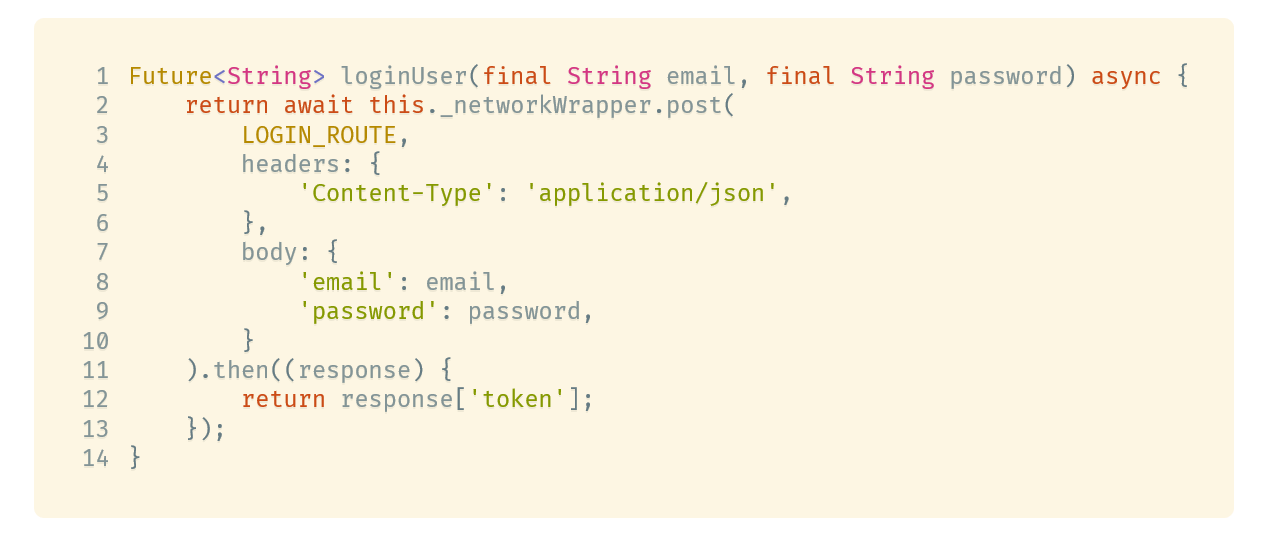 1 Future<String> loginUser(final String email, final String password) async {
2     return await this._networkWrapper.post(
3         LOGIN_ROUTE,
4         headers: {
5             'Content-Type': 'application/json',
6         },
7         body: {
8             'email': email,
9             'password': password,
10         }
11     ).then((response) {
12         return response['token'];
13     });
14 }